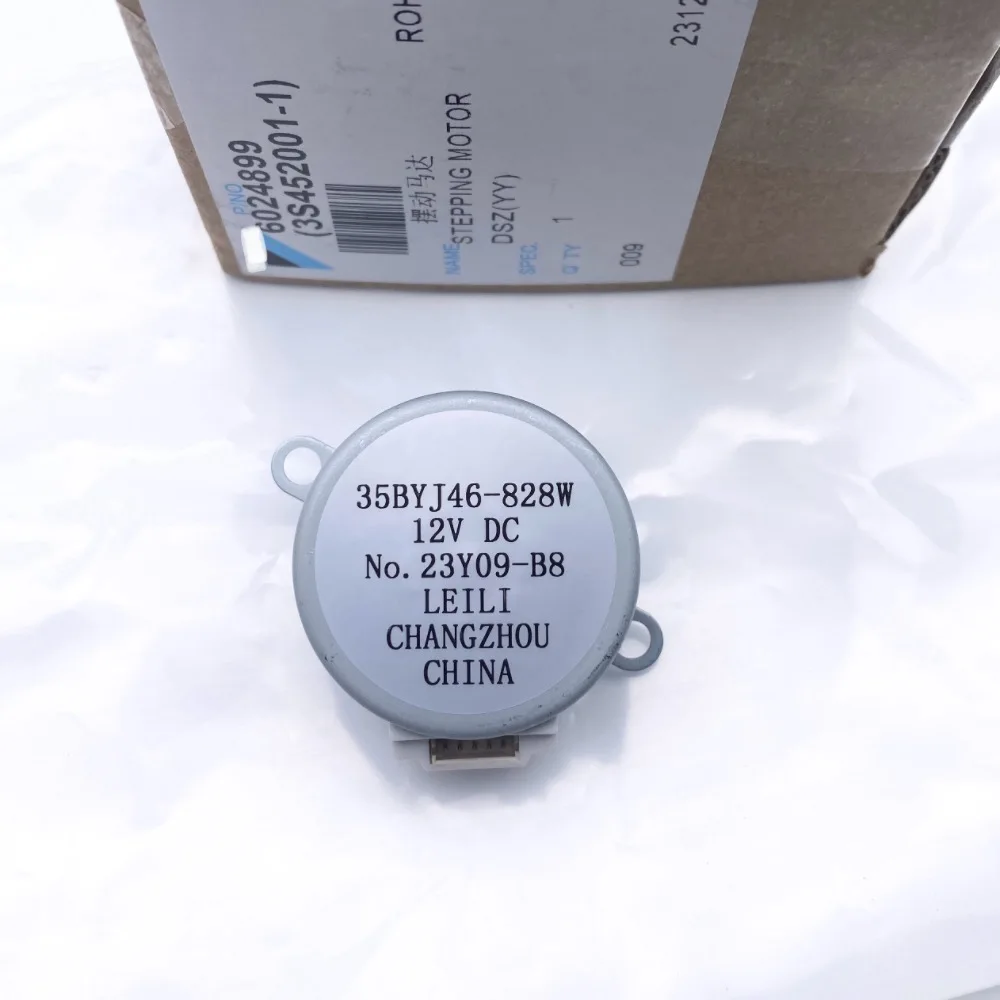 P/NO
6024899
(3S452001-1)
摆动马达
NAME STEPPING MOTOR
DSZ(YY)
SPEC.
Q'TY 1
009
35BYJ46-828W
12V DC
No. 23Y09-B8
LEILI
CHANGZHOU
CHINA